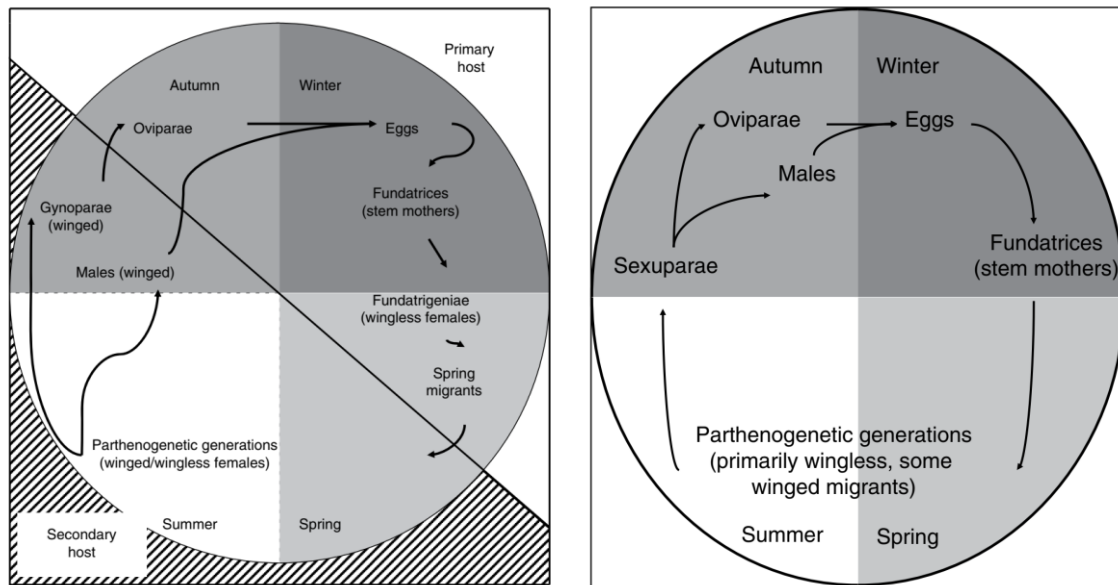 Primary
host
Autumn
Winter
Oviparae
Eggs
Gynoparae
(winged)
Fundatrices
(stem mothers)
Males (winged)
Fundatrigeniae
(wingless females)
Spring
migrants
Parthenogenetic generations
(winged/wingless females)
Summer
Spring
Secondary
host
Autumn
Winter
Oviparae
Eggs
Males
Sexuparae
Fundatrices
(stem mothers)
Parthenogenetic generations
(primarily wingless, some
winged migrants)
Summer
Spring